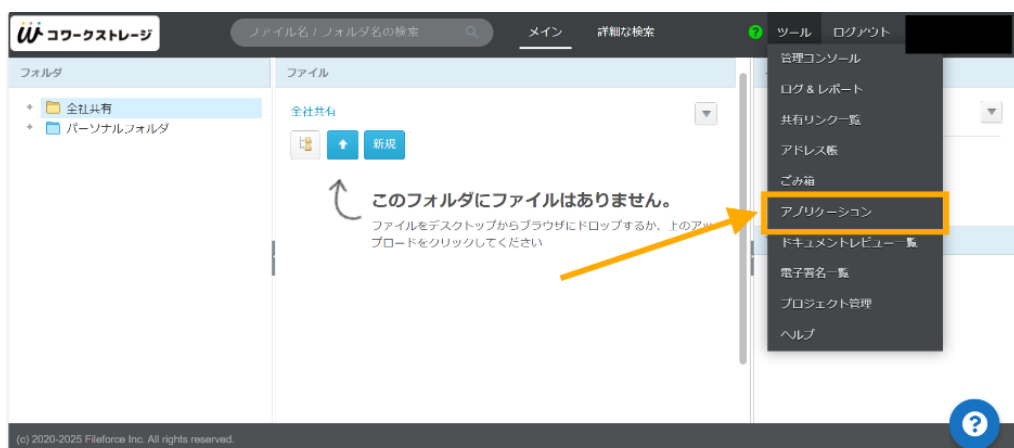 コワークストレージ
ファイル名 / フォルダ名の検索
メイン
詳細な検索
?
ツール
ログアウト
フォルダ
全社共有
パーソナルフォルダ
ファイル
全社共有
新規
このフォルダにファイルはありません。
ファイルをデスクトップからブラウザにドロップするか、上のアッ
プロードをクリックしてください
管理コンソール
ログ & レポート
共有リンク一覧
アドレス帳
ごみ箱
アプリケーション
ドキュメントレビュー一覧
電子署名一覧
プロジェクト管理
ヘルプ
?
(c) 2020-2025 Fileforce Inc. All rights reserved.